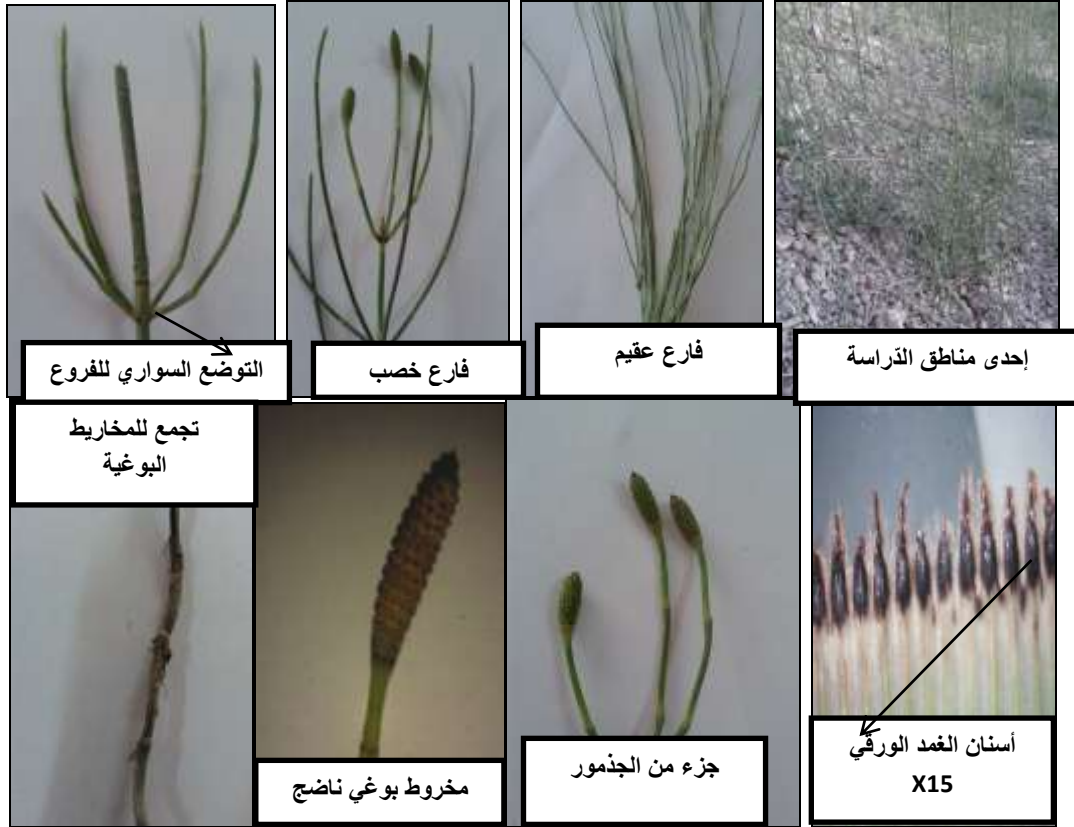 إحدى مناطق الدّراسة
فارع عقيم
فارع خصب
التوضع السواري للفروع
أسنان الغمد الورقي
X15
جزء من الجذمور
مخروط بوغي ناضج
تجمع للمخاريط
البوغية